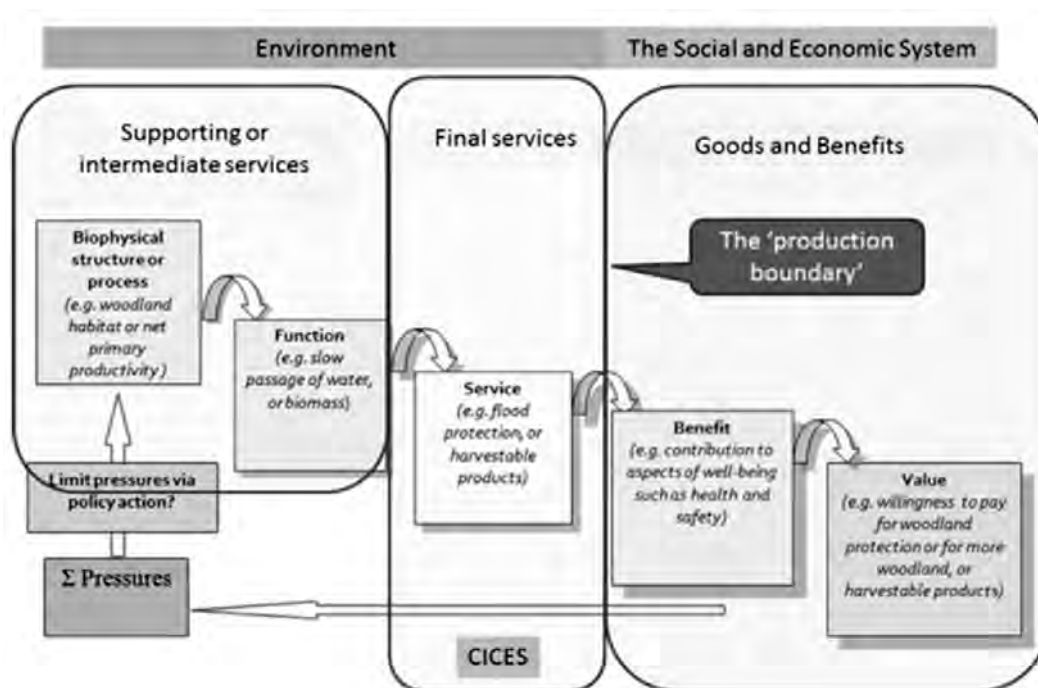 Environment
The Social and Economic System
Supporting or
intermediate services
Final services
Goods and Benefits
The 'production
boundary'
Biophysical
structure or
process
(e.g. woodland
habitat or net
primary
productivity )
Function
(e.g. slow
passage of water,
or biomass)
Service
(e.g. flood
protection, or
harvestable
products)
Benefit
(e.g. contribution to
aspects of well-being
such as health and
safety)
Value
(e.g. willingness to pay
for woodland
protection or for more
woodland, or
harvestable products)
Limit pressures via
policy action?
Σ Pressures
CICES